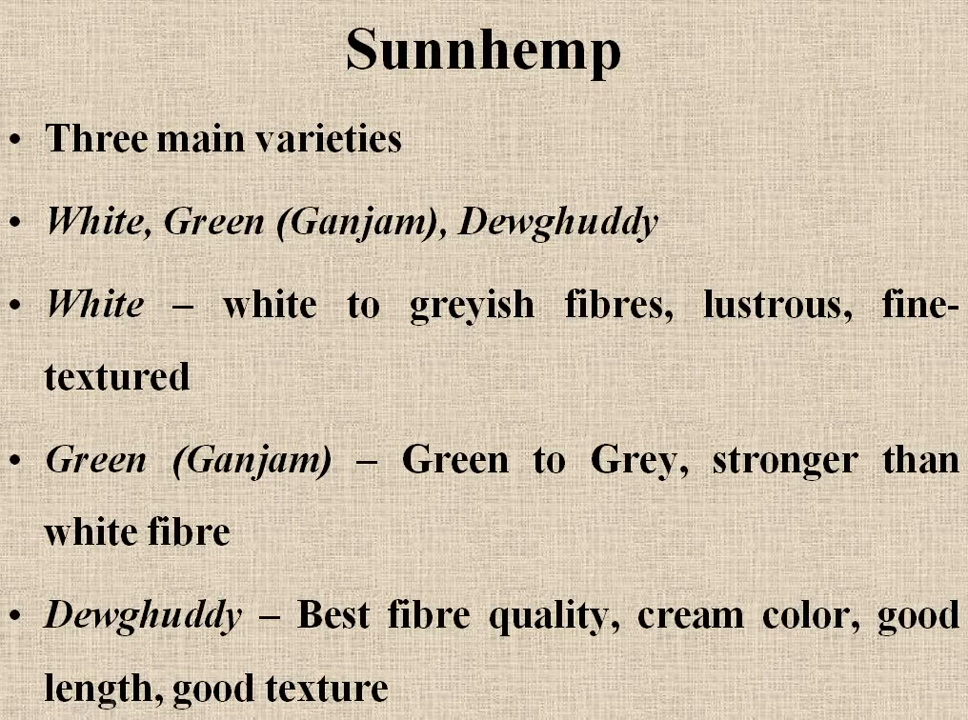 Sunnhemp
• Three main varieties
• White, Green (Ganjam), Dewghuddy
• White – white to greyish fibres, lustrous, fine-
textured
• Green (Ganjam) – Green to Grey, stronger than
white fibre
• Dewghuddy – Best fibre quality, cream color, good
length, good texture